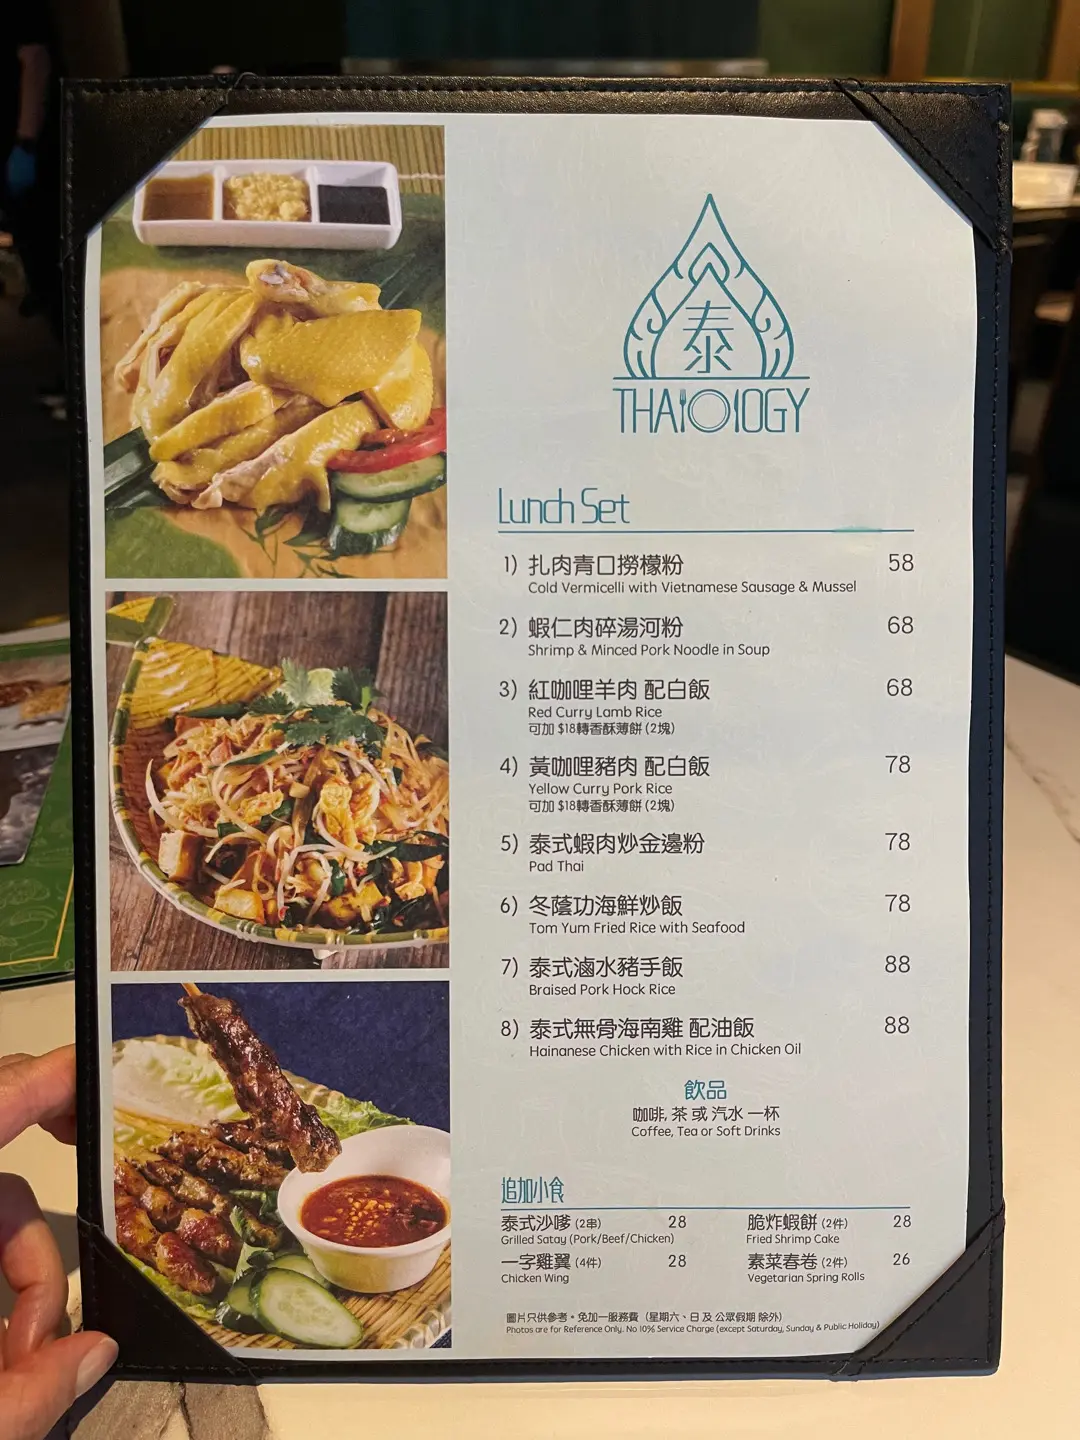 泰
THAIOLOGY
Lunch Set
1) 扎肉青口撈檬粉 58
Cold Vermicelli with Vietnamese Sausage & Mussel
2) 蝦仁肉碎湯河粉 68
Shrimp & Minced Pork Noodle in Soup
3) 紅咖哩羊肉 配白飯 68
Red Curry Lamb Rice
可加 $18轉香酥薄餅 (2塊)
4) 黃咖哩豬肉 配白飯 78
Yellow Curry Pork Rice
可加 $18轉香酥薄餅 (2塊)
5) 泰式蝦肉炒金邊粉 78
Pad Thai
6) 冬蔭功海鮮炒飯 78
Tom Yum Fried Rice with Seafood
7) 泰式滷水豬手飯 88
Braised Pork Hock Rice
8) 泰式無骨海南雞 配油飯 88
Hainanese Chicken with Rice in Chicken Oil
飲品
咖啡, 茶 或 汽水 一杯
Coffee, Tea or Soft Drinks
追加小食
泰式沙嗲 (2串) 28
Grilled Satay (Pork/Beef/Chicken)
一字雞翼 (4件) 28
Chicken Wing
脆炸蝦餅 (2件) 28
Fried Shrimp Cake
素菜春卷 (2件) 26
Vegetarian Spring Rolls
圖片只供參考。免加一服務費 (星期六、日 及 公眾假期 除外)
Photos are for Reference Only. No 10% Service Charge (except Saturday, Sunday & Public Holiday)